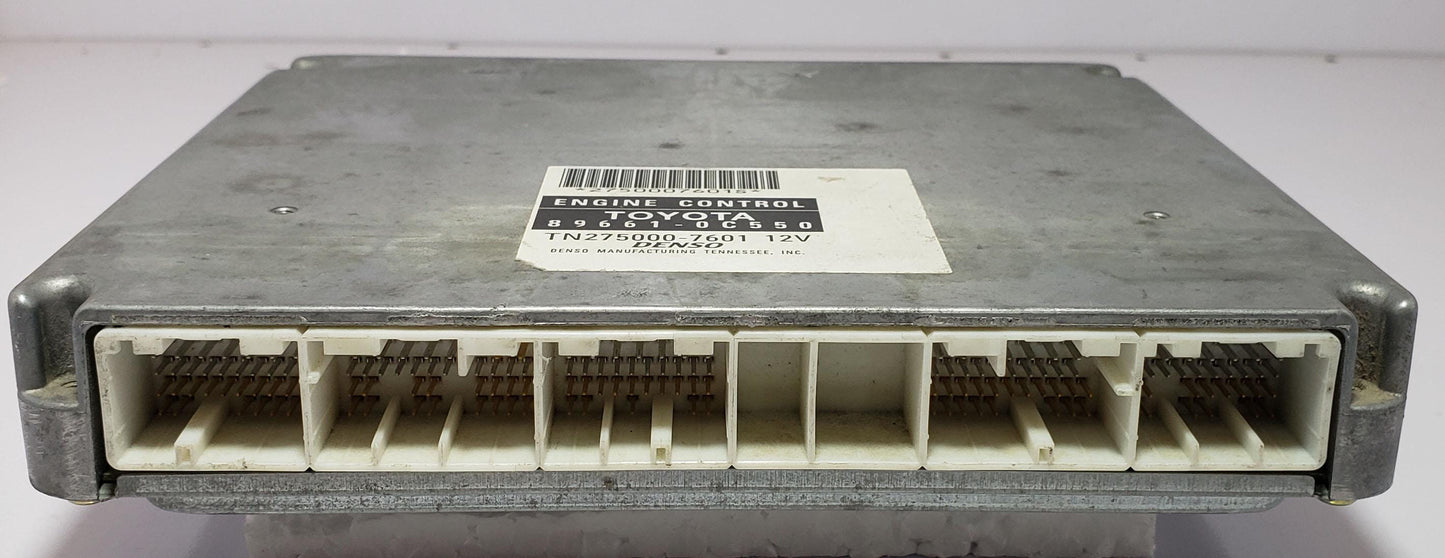 *2750007601S*
ENGINE CONTROL
TOYOTA
89661-0C550
TN275000-7601 12V
DENSO
DENSO MANUFACTURING TENNESSEE, INC.